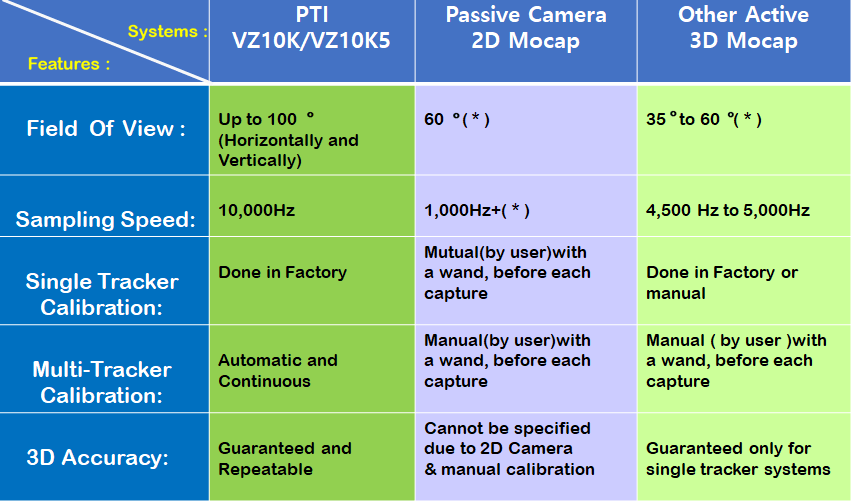 Systems :
Features :
PTI
VZ10K/VZ10K5
Passive Camera
2D Mocap
Other Active
3D Mocap
Field Of View :
Up to 100 º
(Horizontally and
Vertically)
60 º ( * )
35 º to 60 º( * )
Sampling Speed:
10,000Hz
1,000Hz+( * )
4,500 Hz to 5,000Hz
Single Tracker
Calibration:
Done in Factory
Mutual(by user)with
a wand, before each
capture
Done in Factory or
manual
Multi-Tracker
Calibration:
Automatic and
Continuous
Manual(by user)with
a wand, before each
capture
Manual ( by user )with
a wand, before each
capture
3D Accuracy:
Guaranteed and
Repeatable
Cannot be specified
due to 2D Camera
& manual calibration
Guaranteed only for
single tracker systems